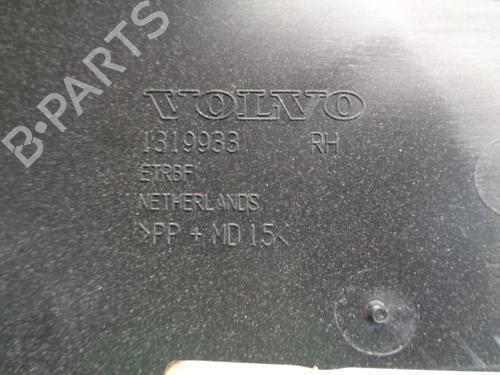 B-PARTS
VOLVO
1319933 RH
ETRBF
NETHERLANDS
>PP + MD15<